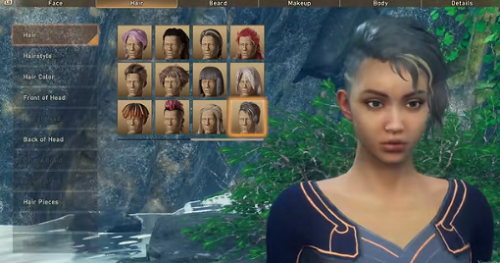 Face Hair Beard Makeup Body Details
Hair
Hairstyle
Hair Color
Front of Head
Back of Head
Hair Pieces